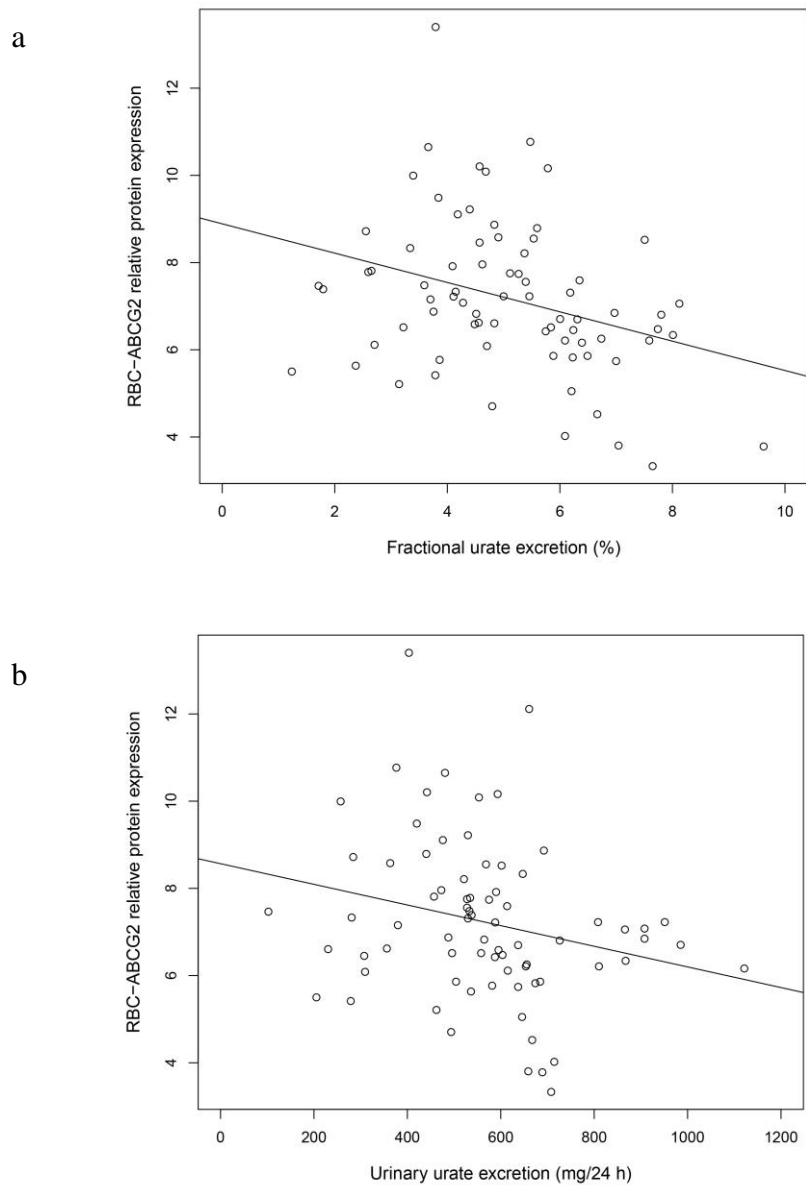 a
RBC−ABCG2 relative protein expression
12
10
8
6
4
0 2 4 6 8 10
Fractional urate excretion (%)
b
RBC−ABCG2 relative protein expression
12
10
8
6
4
0 200 400 600 800 1000 1200
Urinary urate excretion (mg/24 h)